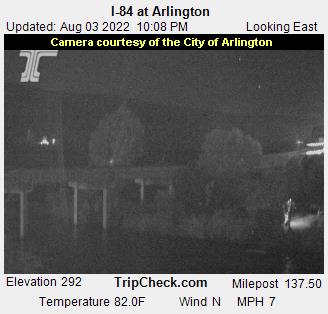 I-84 at Arlington
Updated: Aug 03 2022 10:08 PM Looking East
Camera courtesy of the City of Arlington
Elevation 292 TripCheck.com Milepost 137.50
Temperature 82.0F Wind N MPH 7